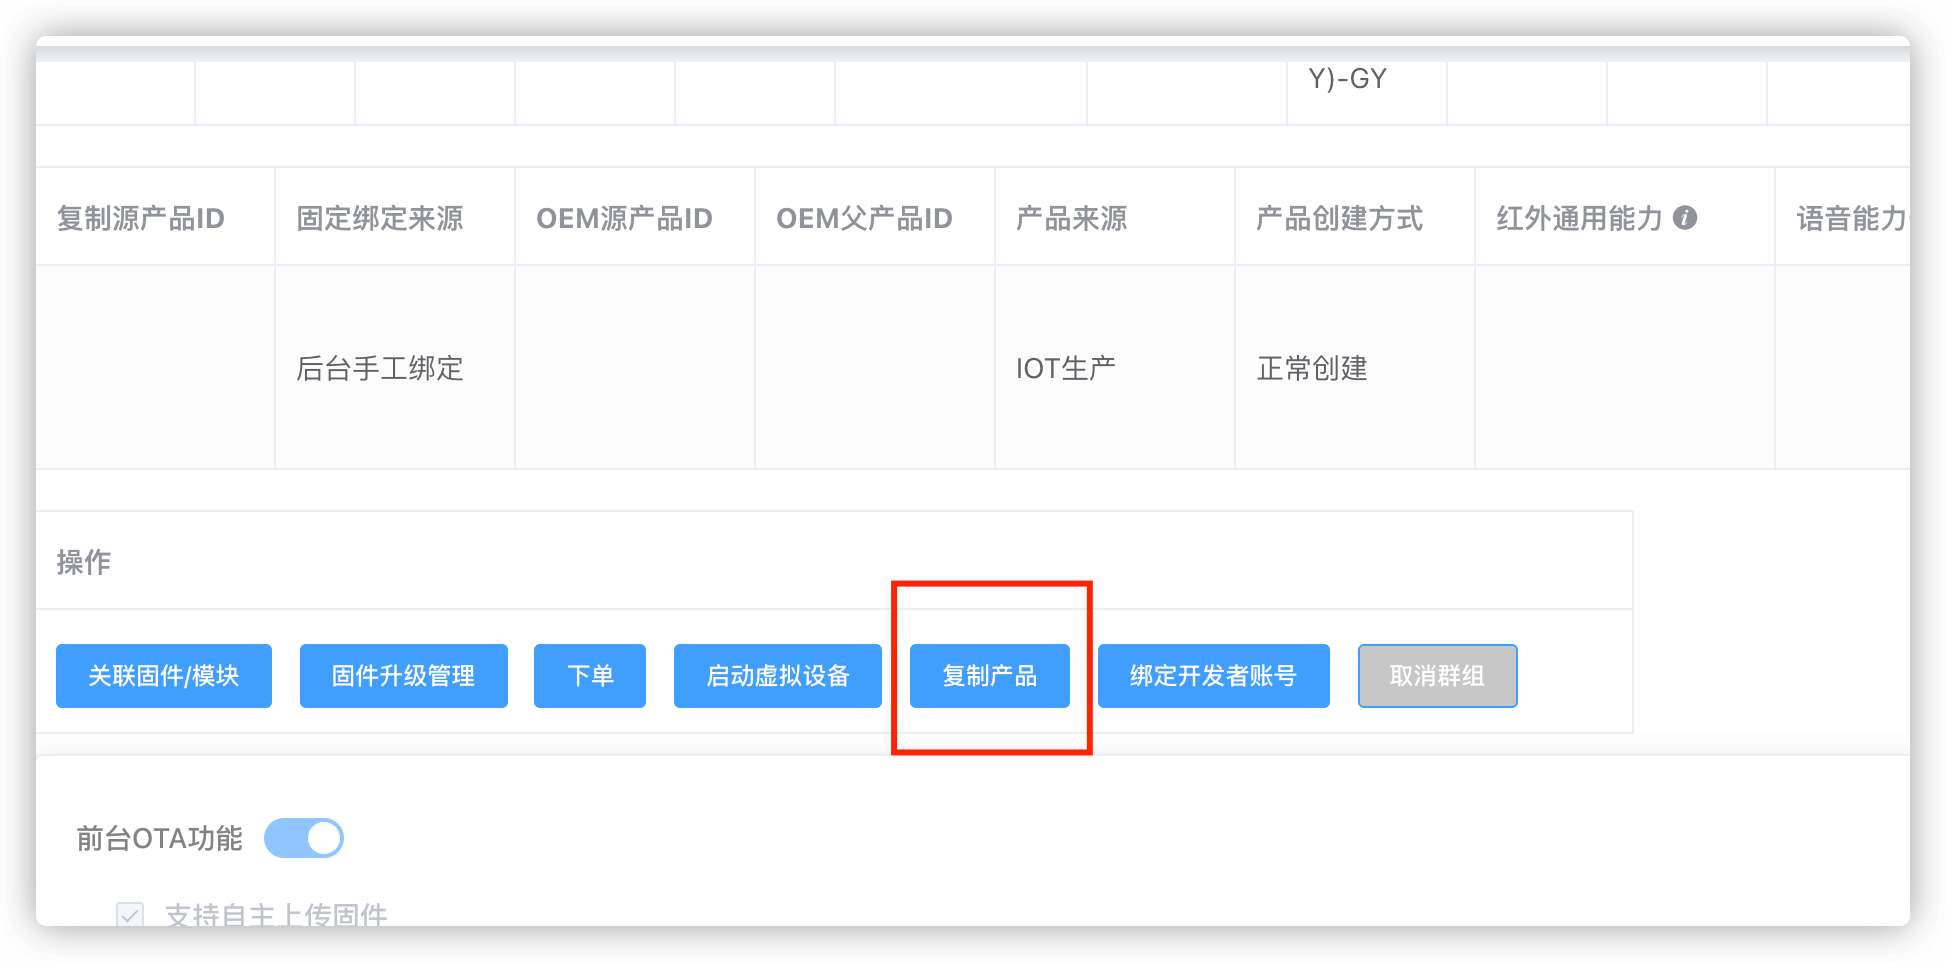 Y)-GY
复制源产品ID 固定绑定来源 OEM源产品ID OEM父产品ID 产品来源 产品创建方式 红外通用能力 语音能力
后台手工绑定 IOT生产 正常创建
操作
关联固件/模块 固件升级管理 下单 启动虚拟设备 复制产品 绑定开发者账号 取消群组
前台OTA功能
支持自主上传固件